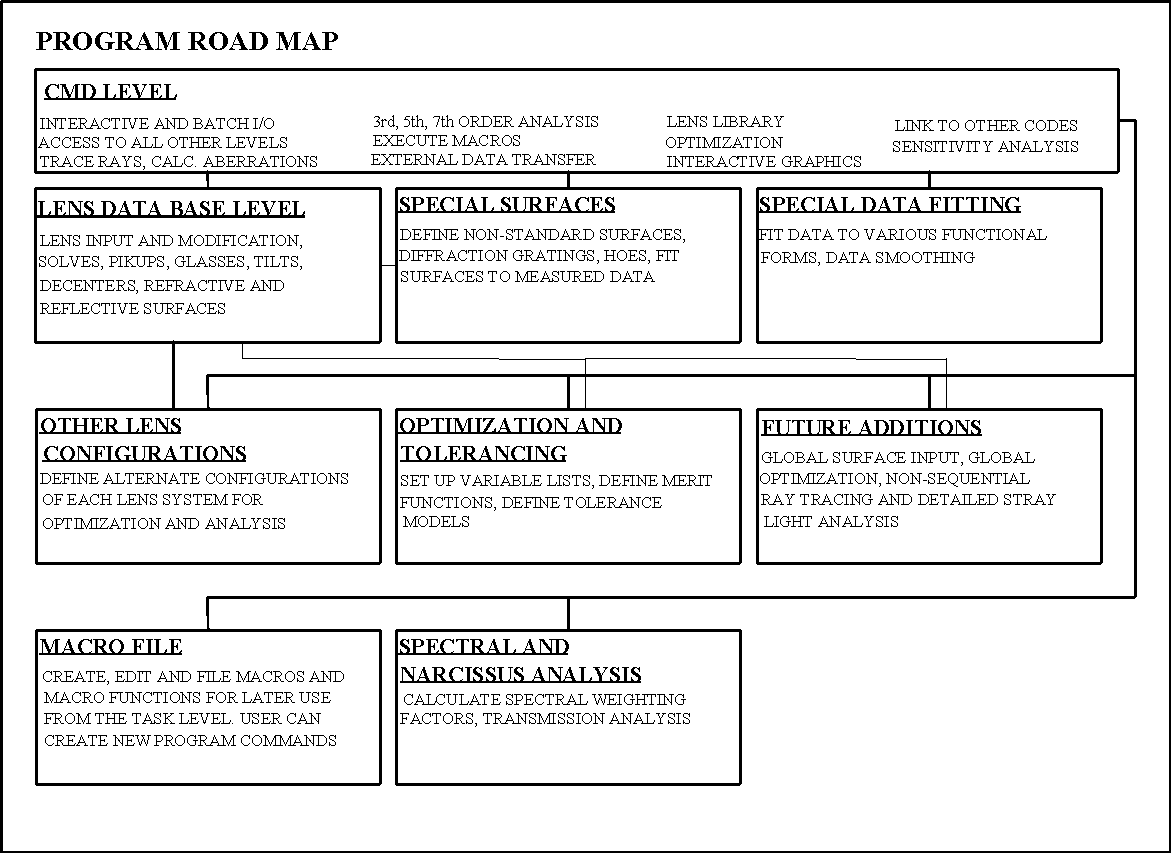 PROGRAM ROAD MAP
CMD LEVEL
INTERACTIVE AND BATCH I/O
ACCESS TO ALL OTHER LEVELS
TRACE RAYS, CALC. ABERRATIONS
3rd, 5th, 7th ORDER ANALYSIS
EXECUTE MACROS
EXTERNAL DATA TRANSFER
LENS LIBRARY
OPTIMIZATION
INTERACTIVE GRAPHICS
LINK TO OTHER CODES
SENSITIVITY ANALYSIS
LENS DATA BASE LEVEL
LENS INPUT AND MODIFICATION,
SOLVES, PIKUPS, GLASSES, TILTS,
DECENTERS, REFRACTIVE AND
REFLECTIVE SURFACES
SPECIAL SURFACES
DEFINE NON-STANDARD SURFACES,
DIFFRACTION GRATINGS, HOES, FIT
SURFACES TO MEASURED DATA
SPECIAL DATA FITTING
FIT DATA TO VARIOUS FUNCTIONAL
FORMS, DATA SMOOTHING
OTHER LENS
CONFIGURATIONS
DEFINE ALTERNATE CONFIGURATIONS
OF EACH LENS SYSTEM FOR
OPTIMIZATION AND ANALYSIS
OPTIMIZATION AND
TOLERANCING
SET UP VARIABLE LISTS, DEFINE MERIT
FUNCTIONS, DEFINE TOLERANCE
MODELS
FUTURE ADDITIONS
GLOBAL SURFACE INPUT, GLOBAL
OPTIMIZATION, NON-SEQUENTIAL
RAY TRACING AND DETAILED STRAY
LIGHT ANALYSIS
MACRO FILE
CREATE, EDIT AND FILE MACROS AND
MACRO FUNCTIONS FOR LATER USE
FROM THE TASK LEVEL. USER CAN
CREATE NEW PROGRAM COMMANDS
SPECTRAL AND
NARCISSUS ANALYSIS
CALCULATE SPECTRAL WEIGHTING
FACTORS, TRANSMISSION ANALYSIS